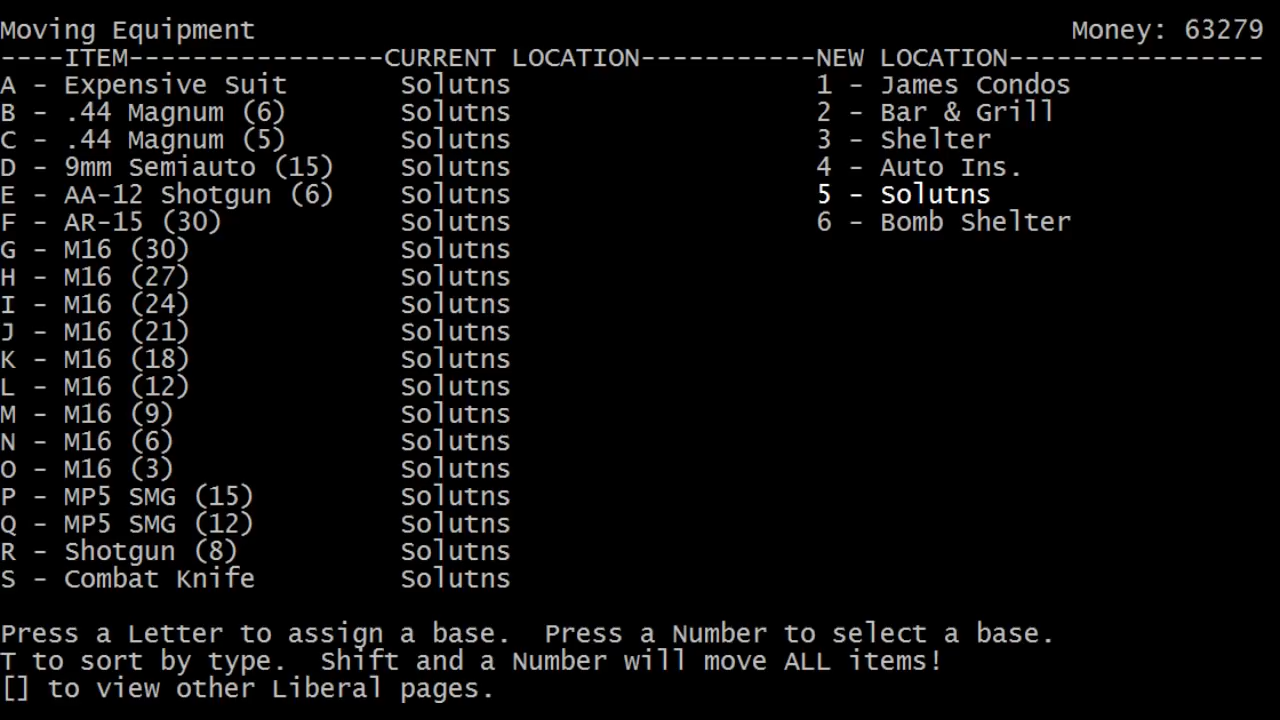 Moving Equipment Money: 63279
----ITEM----------------CURRENT LOCATION-----------NEW LOCATION----------------
A - Expensive Suit Solutns 1 - James Condos
B - .44 Magnum (6) Solutns 2 - Bar & Grill
C - .44 Magnum (5) Solutns 3 - Shelter
D - 9mm Semiauto (15) Solutns 4 - Auto Ins.
E - AA-12 Shotgun (6) Solutns 5 - Solutns
F - AR-15 (30) Solutns 6 - Bomb Shelter
G - M16 (30) Solutns
H - M16 (27) Solutns
I - M16 (24) Solutns
J - M16 (21) Solutns
K - M16 (18) Solutns
L - M16 (12) Solutns
M - M16 (9) Solutns
N - M16 (6) Solutns
O - M16 (3) Solutns
P - MP5 SMG (15) Solutns
Q - MP5 SMG (12) Solutns
R - Shotgun (8) Solutns
S - Combat Knife Solutns
Press a Letter to assign a base.  Press a Number to select a base.
T to sort by type.  Shift and a Number will move ALL items!
[] to view other Liberal pages.